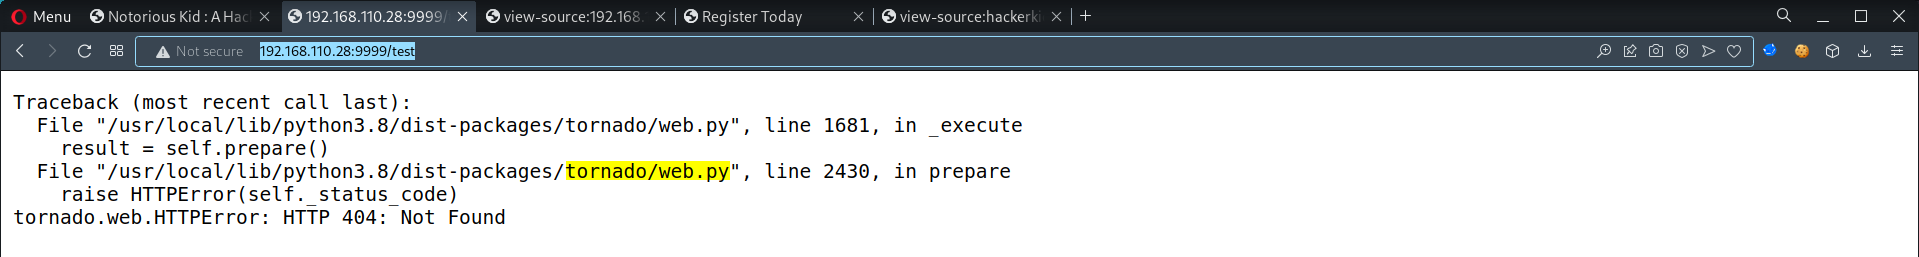 Menu
Notorious Kid : A Hac
192.168.110.28:9999/
view-source:192.168.
Register Today
view-source:hackerki
Not secure
192.168.110.28:9999/test
Traceback (most recent call last):
File "/usr/local/lib/python3.8/dist-packages/tornado/web.py", line 1681, in _execute
result = self.prepare()
File "/usr/local/lib/python3.8/dist-packages/tornado/web.py", line 2430, in prepare
raise HTTPError(self._status_code)
tornado.web.HTTPError: HTTP 404: Not Found